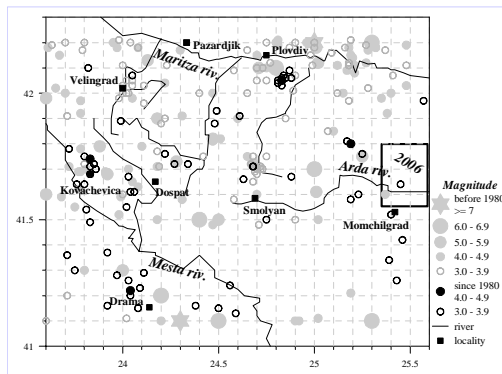 Pazardjik
Plovdiv
Maritza riv.
Velingrad
42
2006
Arda riv.
Kovachevica
Dospat
Smolyan
Momchilgrad
41.5
Mesta riv.
Drama
41
24
24.5
25
25.5
Magnitude
before 1980
>= 7
6.0 - 6.9
5.0 - 5.9
4.0 - 4.9
3.0 - 3.9
since 1980
4.0 - 4.9
3.0 - 3.9
river
locality